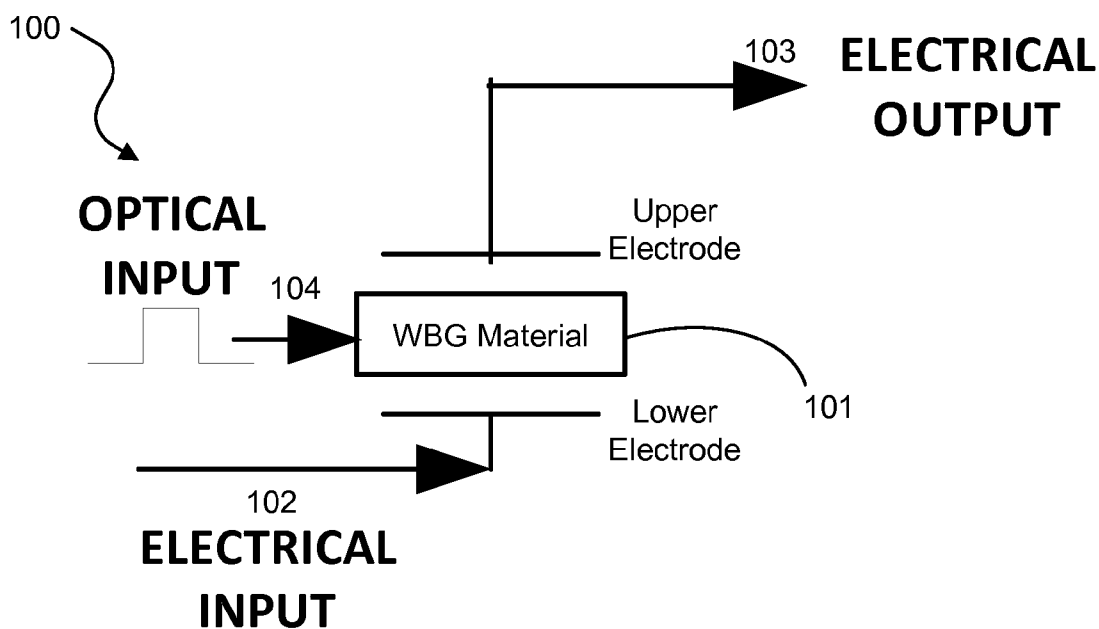 100
103
ELECTRICAL
OUTPUT
OPTICAL
INPUT
Upper
Electrode
104
WBG Material
101
Lower
Electrode
102
ELECTRICAL
INPUT